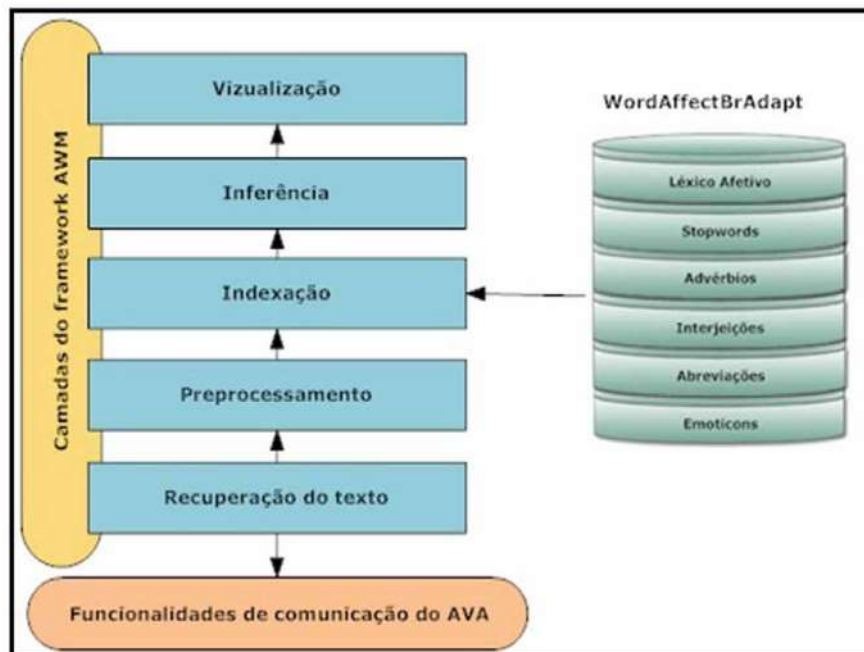 Camadas do framework AWM
Vizualização
Inferência
Indexação
Preprocessamento
Recuperação do texto
Funcionalidades de comunicação do AVA
WordAffectBrAdapt
Léxico Afetivo
Stopwords
Advérbios
Interjeições
Abreviações
Emoticons